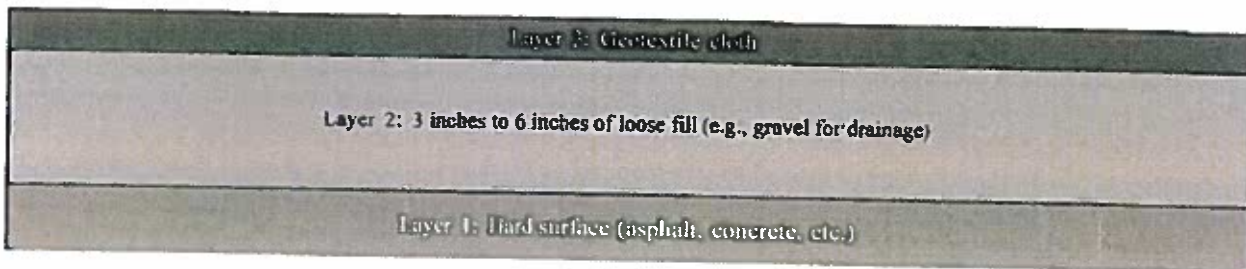 Layer 3: Geotextile cloth
Layer 2: 3 inches to 6 inches of loose fill (e.g., gravel for drainage)
Layer 1: Hard surface (asphalt, concrete, etc.)